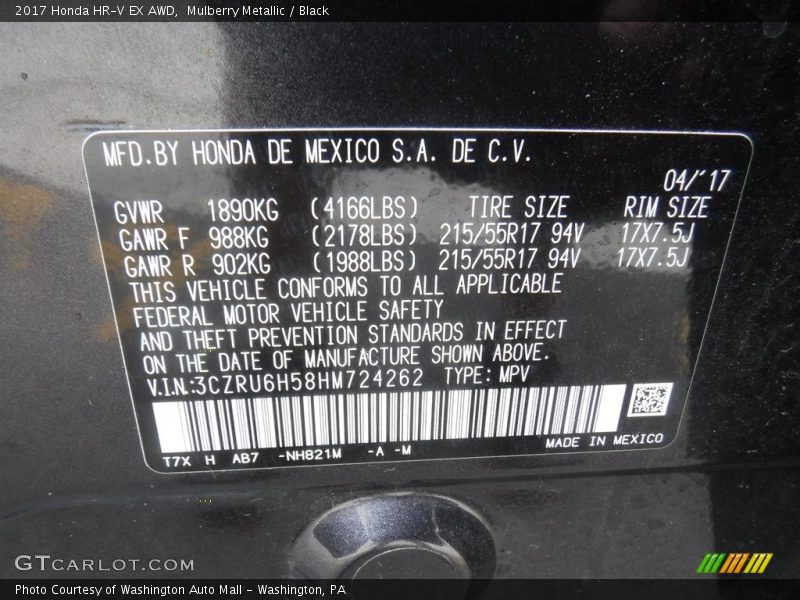 2017 Honda HR-V EX AWD, Mulberry Metallic / Black
MFD.BY HONDA DE MEXICO S.A. DE C.V.
04/'17
GVWR 1890KG (4166LBS) TIRE SIZE RIM SIZE
GAWR F 988KG (2178LBS) 215/55R17 94V 17X7.5J
GAWR R 902KG (1988LBS) 215/55R17 94V 17X7.5J
THIS VEHICLE CONFORMS TO ALL APPLICABLE
FEDERAL MOTOR VEHICLE SAFETY
AND THEFT PREVENTION STANDARDS IN EFFECT
ON THE DATE OF MANUFACTURE SHOWN ABOVE.
V.I.N:3CZRU6H58HM724262 TYPE: MPV
MADE IN MEXICO
T7X H AB7 -NH821M -A -M
GTCARLOT.COM
Photo Courtesy of Washington Auto Mall - Washington, PA